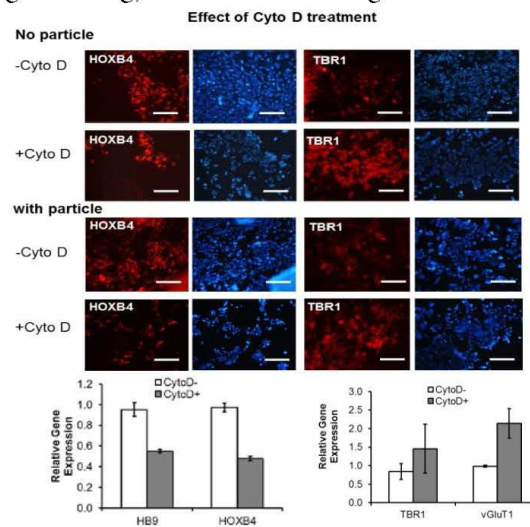 Effect of Cyto D treatment
No particle
-Cyto D
HOXB4
TBR1
+Cyto D
HOXB4
TBR1
with particle
-Cyto D
HOXB4
TBR1
+Cyto D
HOXB4
TBR1
Relative Gene
Expression
1.2
1.0
0.8
0.6
0.4
0.2
0.0
CytoD-
CytoD+
HB9
HOXB4
Relative Gene
Expression
3.0
2.5
2.0
1.5
1.0
0.5
0.0
CytoD-
CytoD+
TBR1
vGluT1